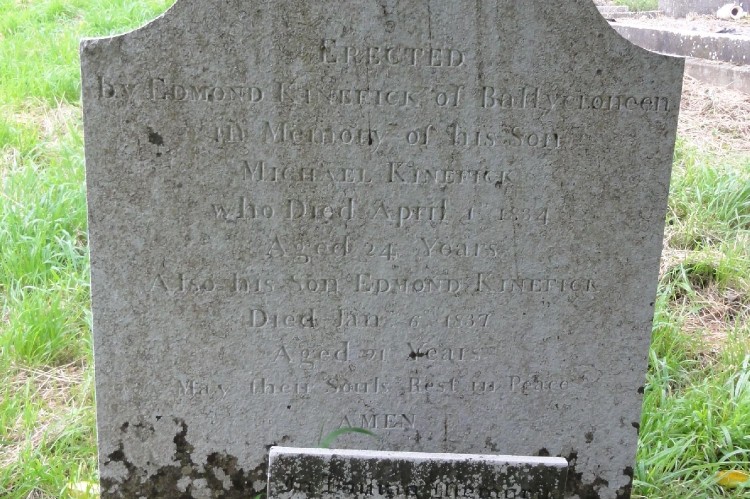 ERECTED
by EDMOND KINEFICK of Ballycroneen
in Memory of his Son
MICHAEL KINEFICK
who Died April 1 1834
Aged 24 Years
Also his Son EDMOND KINEFICK
Died Jany 6 1837
Aged 21 Years
May their Souls Rest in Peace
AMEN